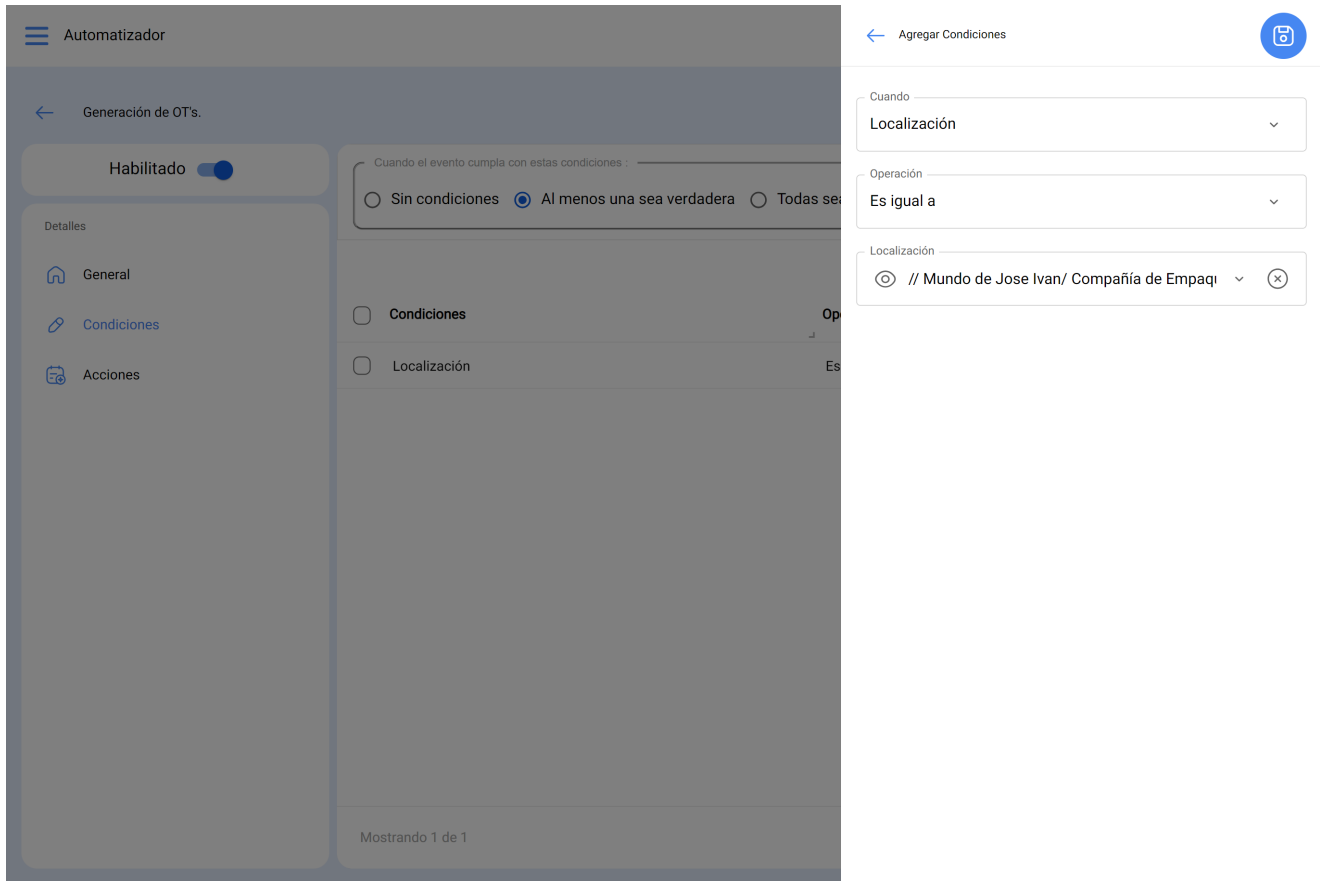 Automatizador
Generación de OT's.
Habilitado
Detalles
General
Condiciones
Acciones
Cuando el evento cumpla con estas condiciones :
Sin condiciones Al menos una sea verdadera Todas
Condiciones
Localización Es
Mostrando 1 de 1
Agregar Condiciones
Cuando
Localización
Operación
Es igual a
Localización
// Mundo de Jose Ivan/ Compañía de